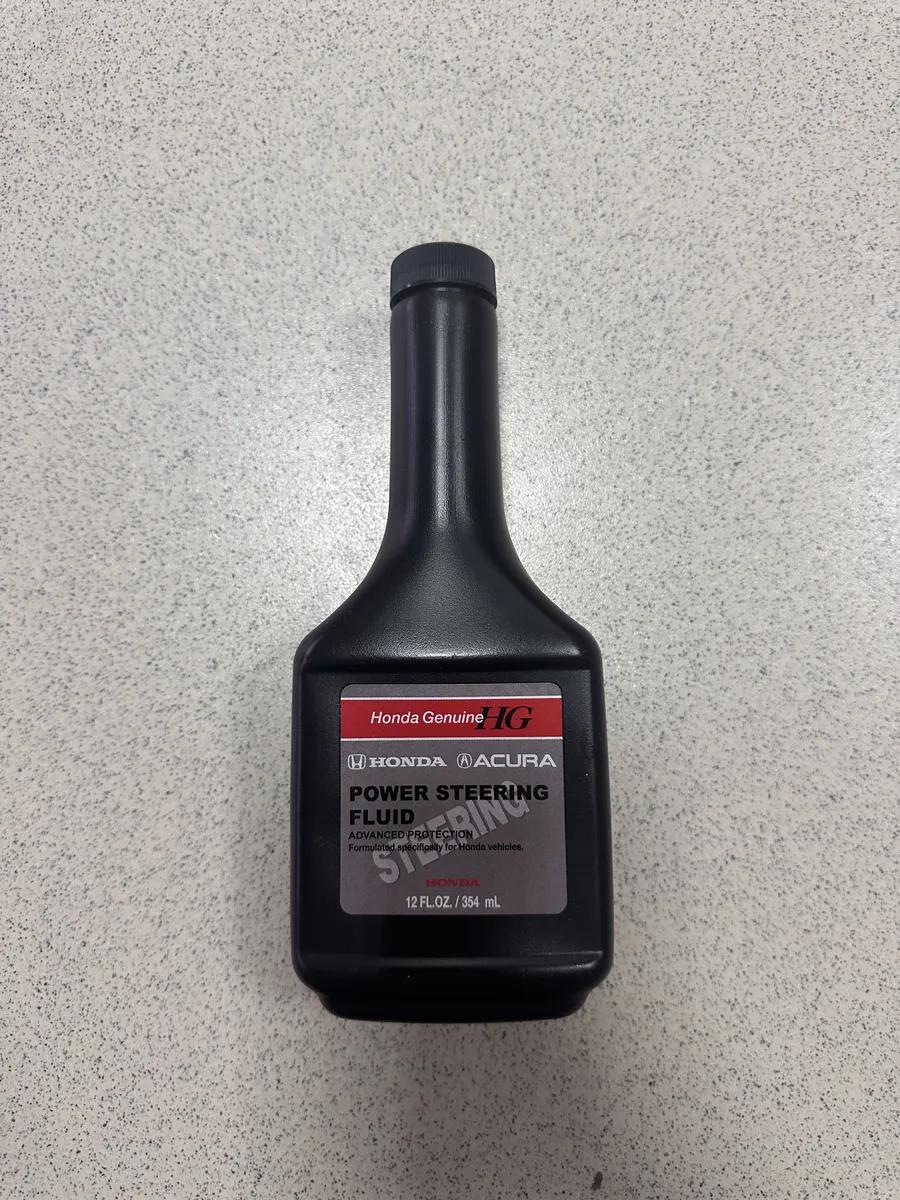 Honda Genuine HG
HONDA ACURA
POWER STEERING
FLUID
ADVANCED PROTECTION
Formulated specifically for Honda vehicles.
STEERING
HONDA
12 FL.OZ. / 354 mL